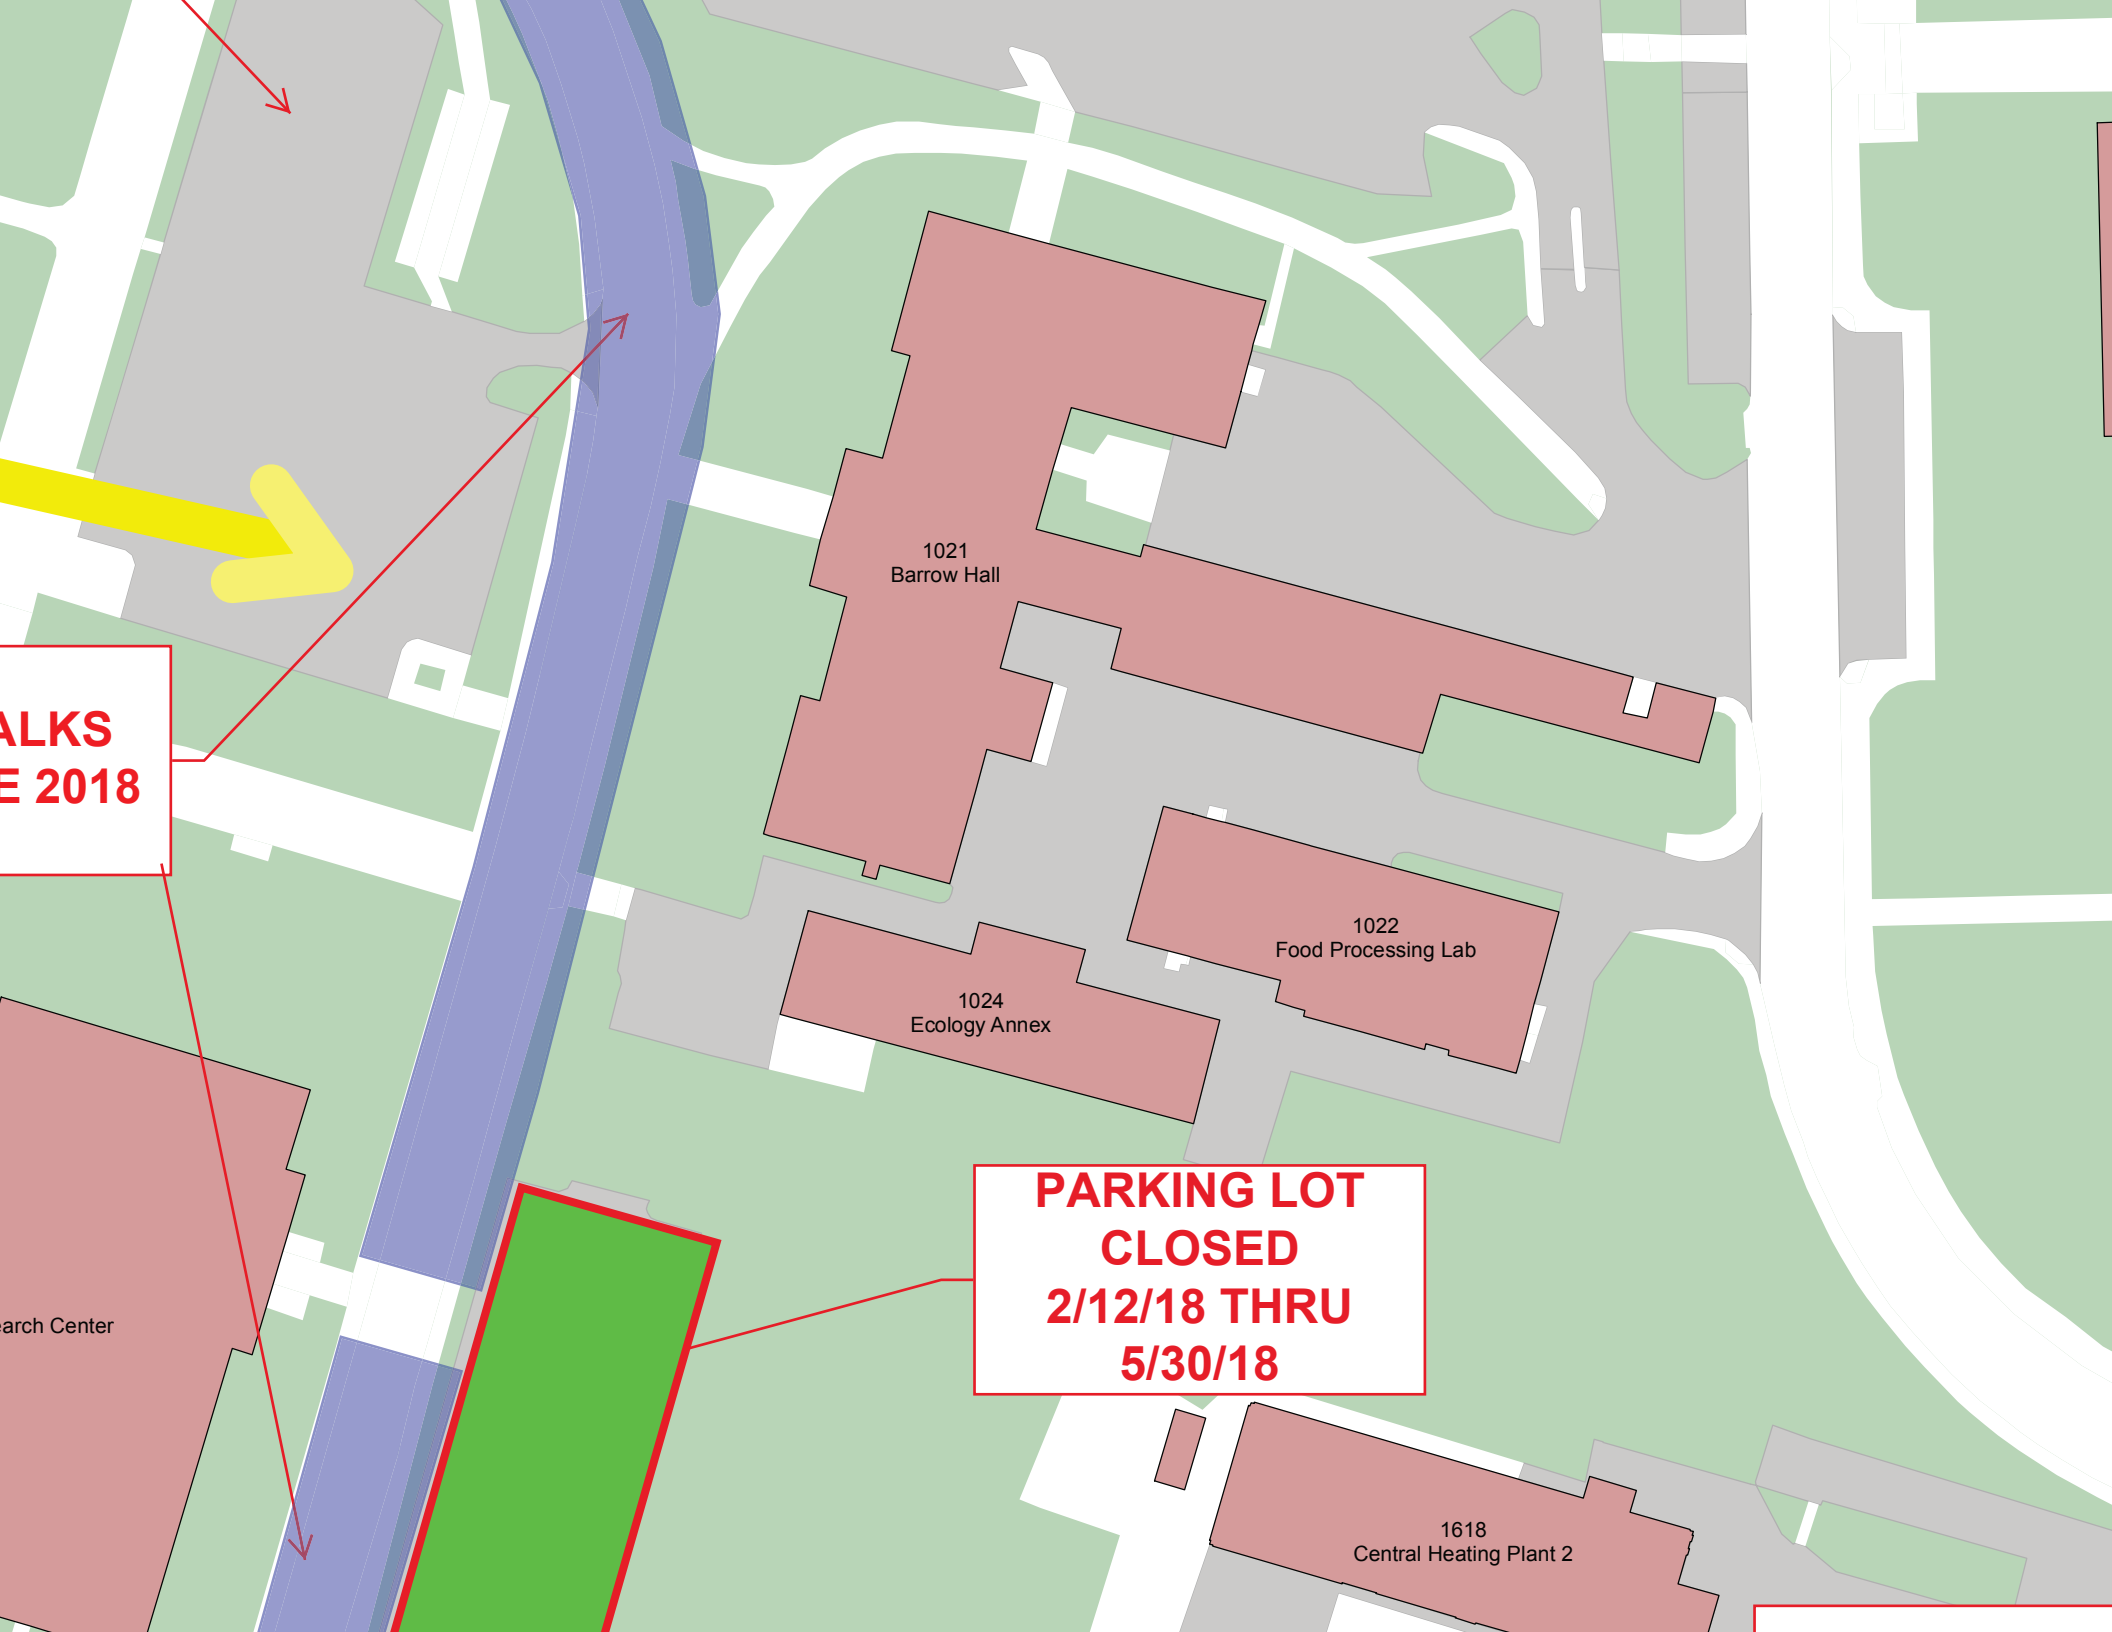 1021
Barrow Hall
ALKS
E 2018
1022
Food Processing Lab
1024
Ecology Annex
PARKING LOT
CLOSED
2/12/18 THRU
5/30/18
earch Center
1618
Central Heating Plant 2